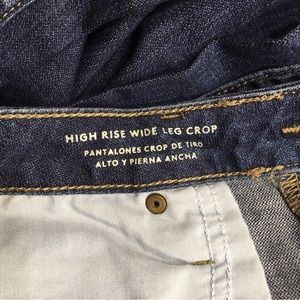 HIGH RISE WIDE LEG CROP
PANTALONES CROP DE TIRO
ALTO Y PIERNA ANCHA